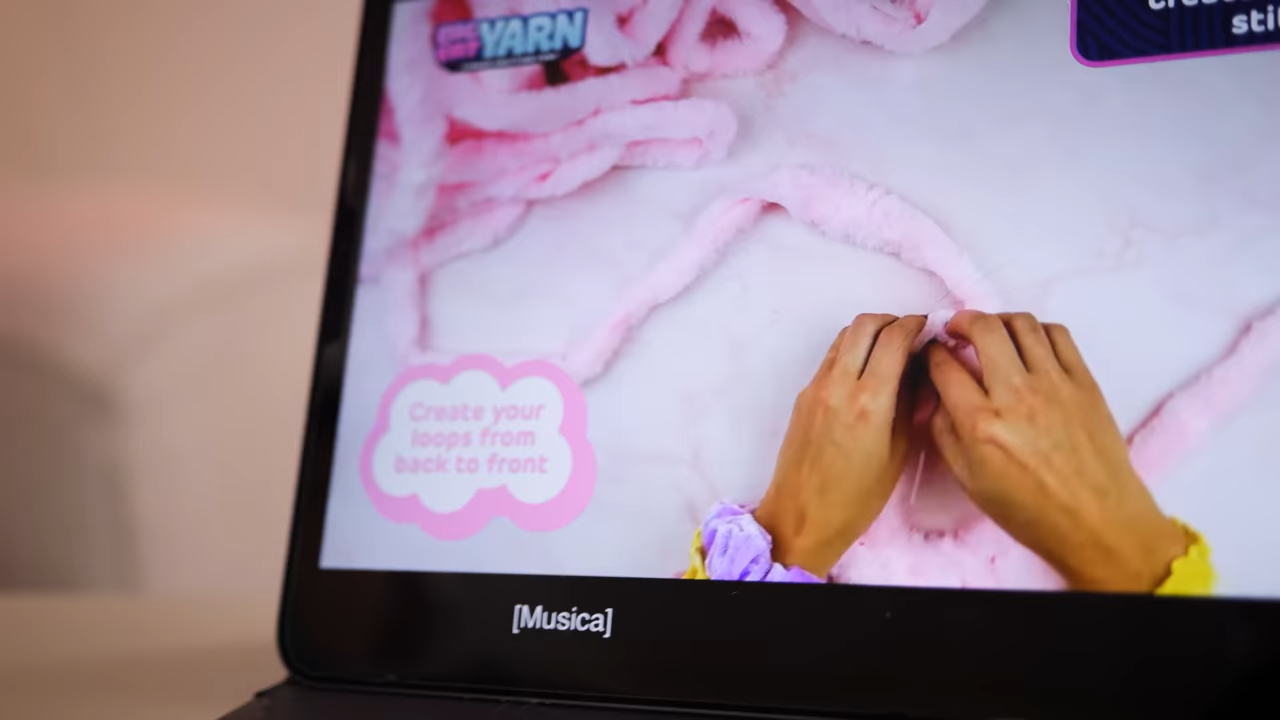 YARN
sti
Create your
loops from
back to front
[Musica]